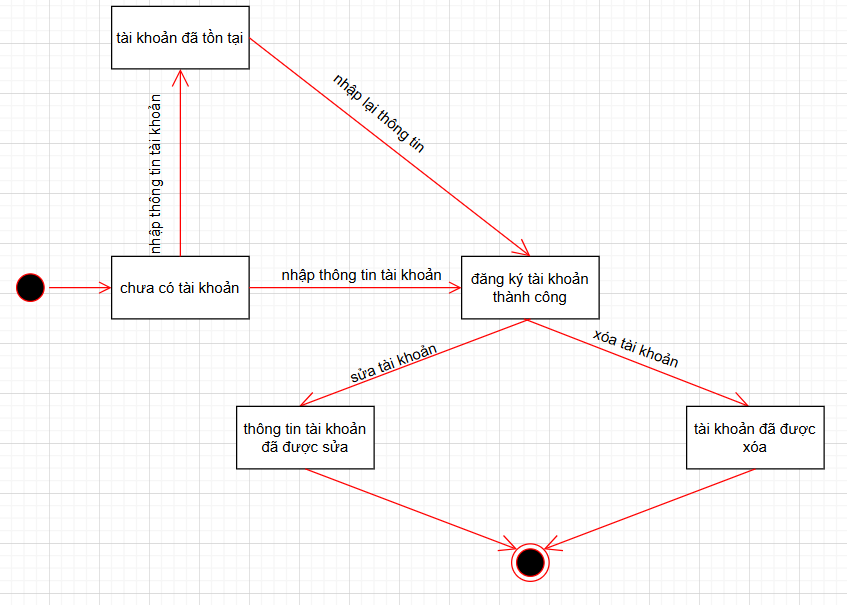 tài khoản đã tồn tại
nhập lại thông tin
nhập thông tin tài khoản
chưa có tài khoản
nhập thông tin tài khoản
đăng ký tài khoản
thành công
sửa tài khoản
xóa tài khoản
thông tin tài khoản
đã được sửa
tài khoản đã được
xóa